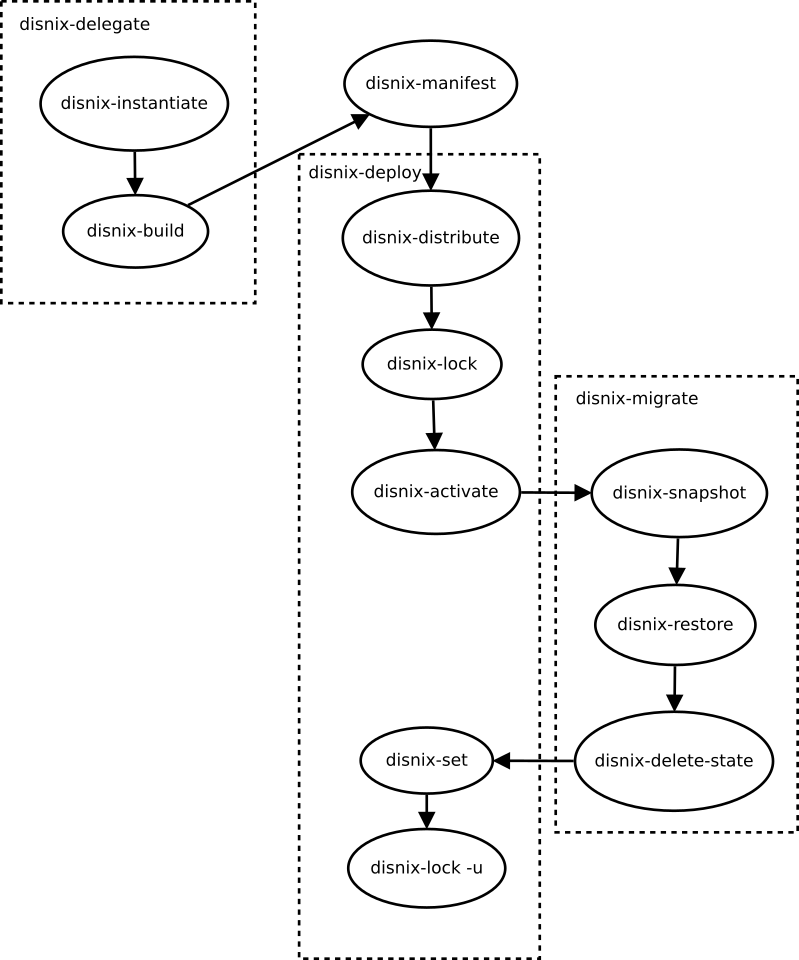 disnix-delegate
disnix-instantiate
disnix-build
disnix-manifest
disnix-deploy
disnix-distribute
disnix-lock
disnix-activate
disnix-migrate
disnix-snapshot
disnix-restore
disnix-delete-state
disnix-set
disnix-lock -u